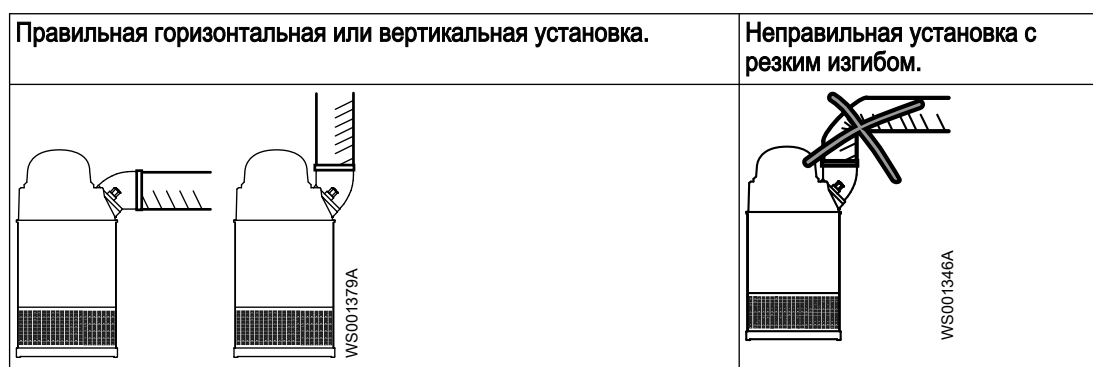 Правильная горизонтальная или вертикальная установка.
Неправильная установка с
резким изгибом.
WS001379A
WS001346A